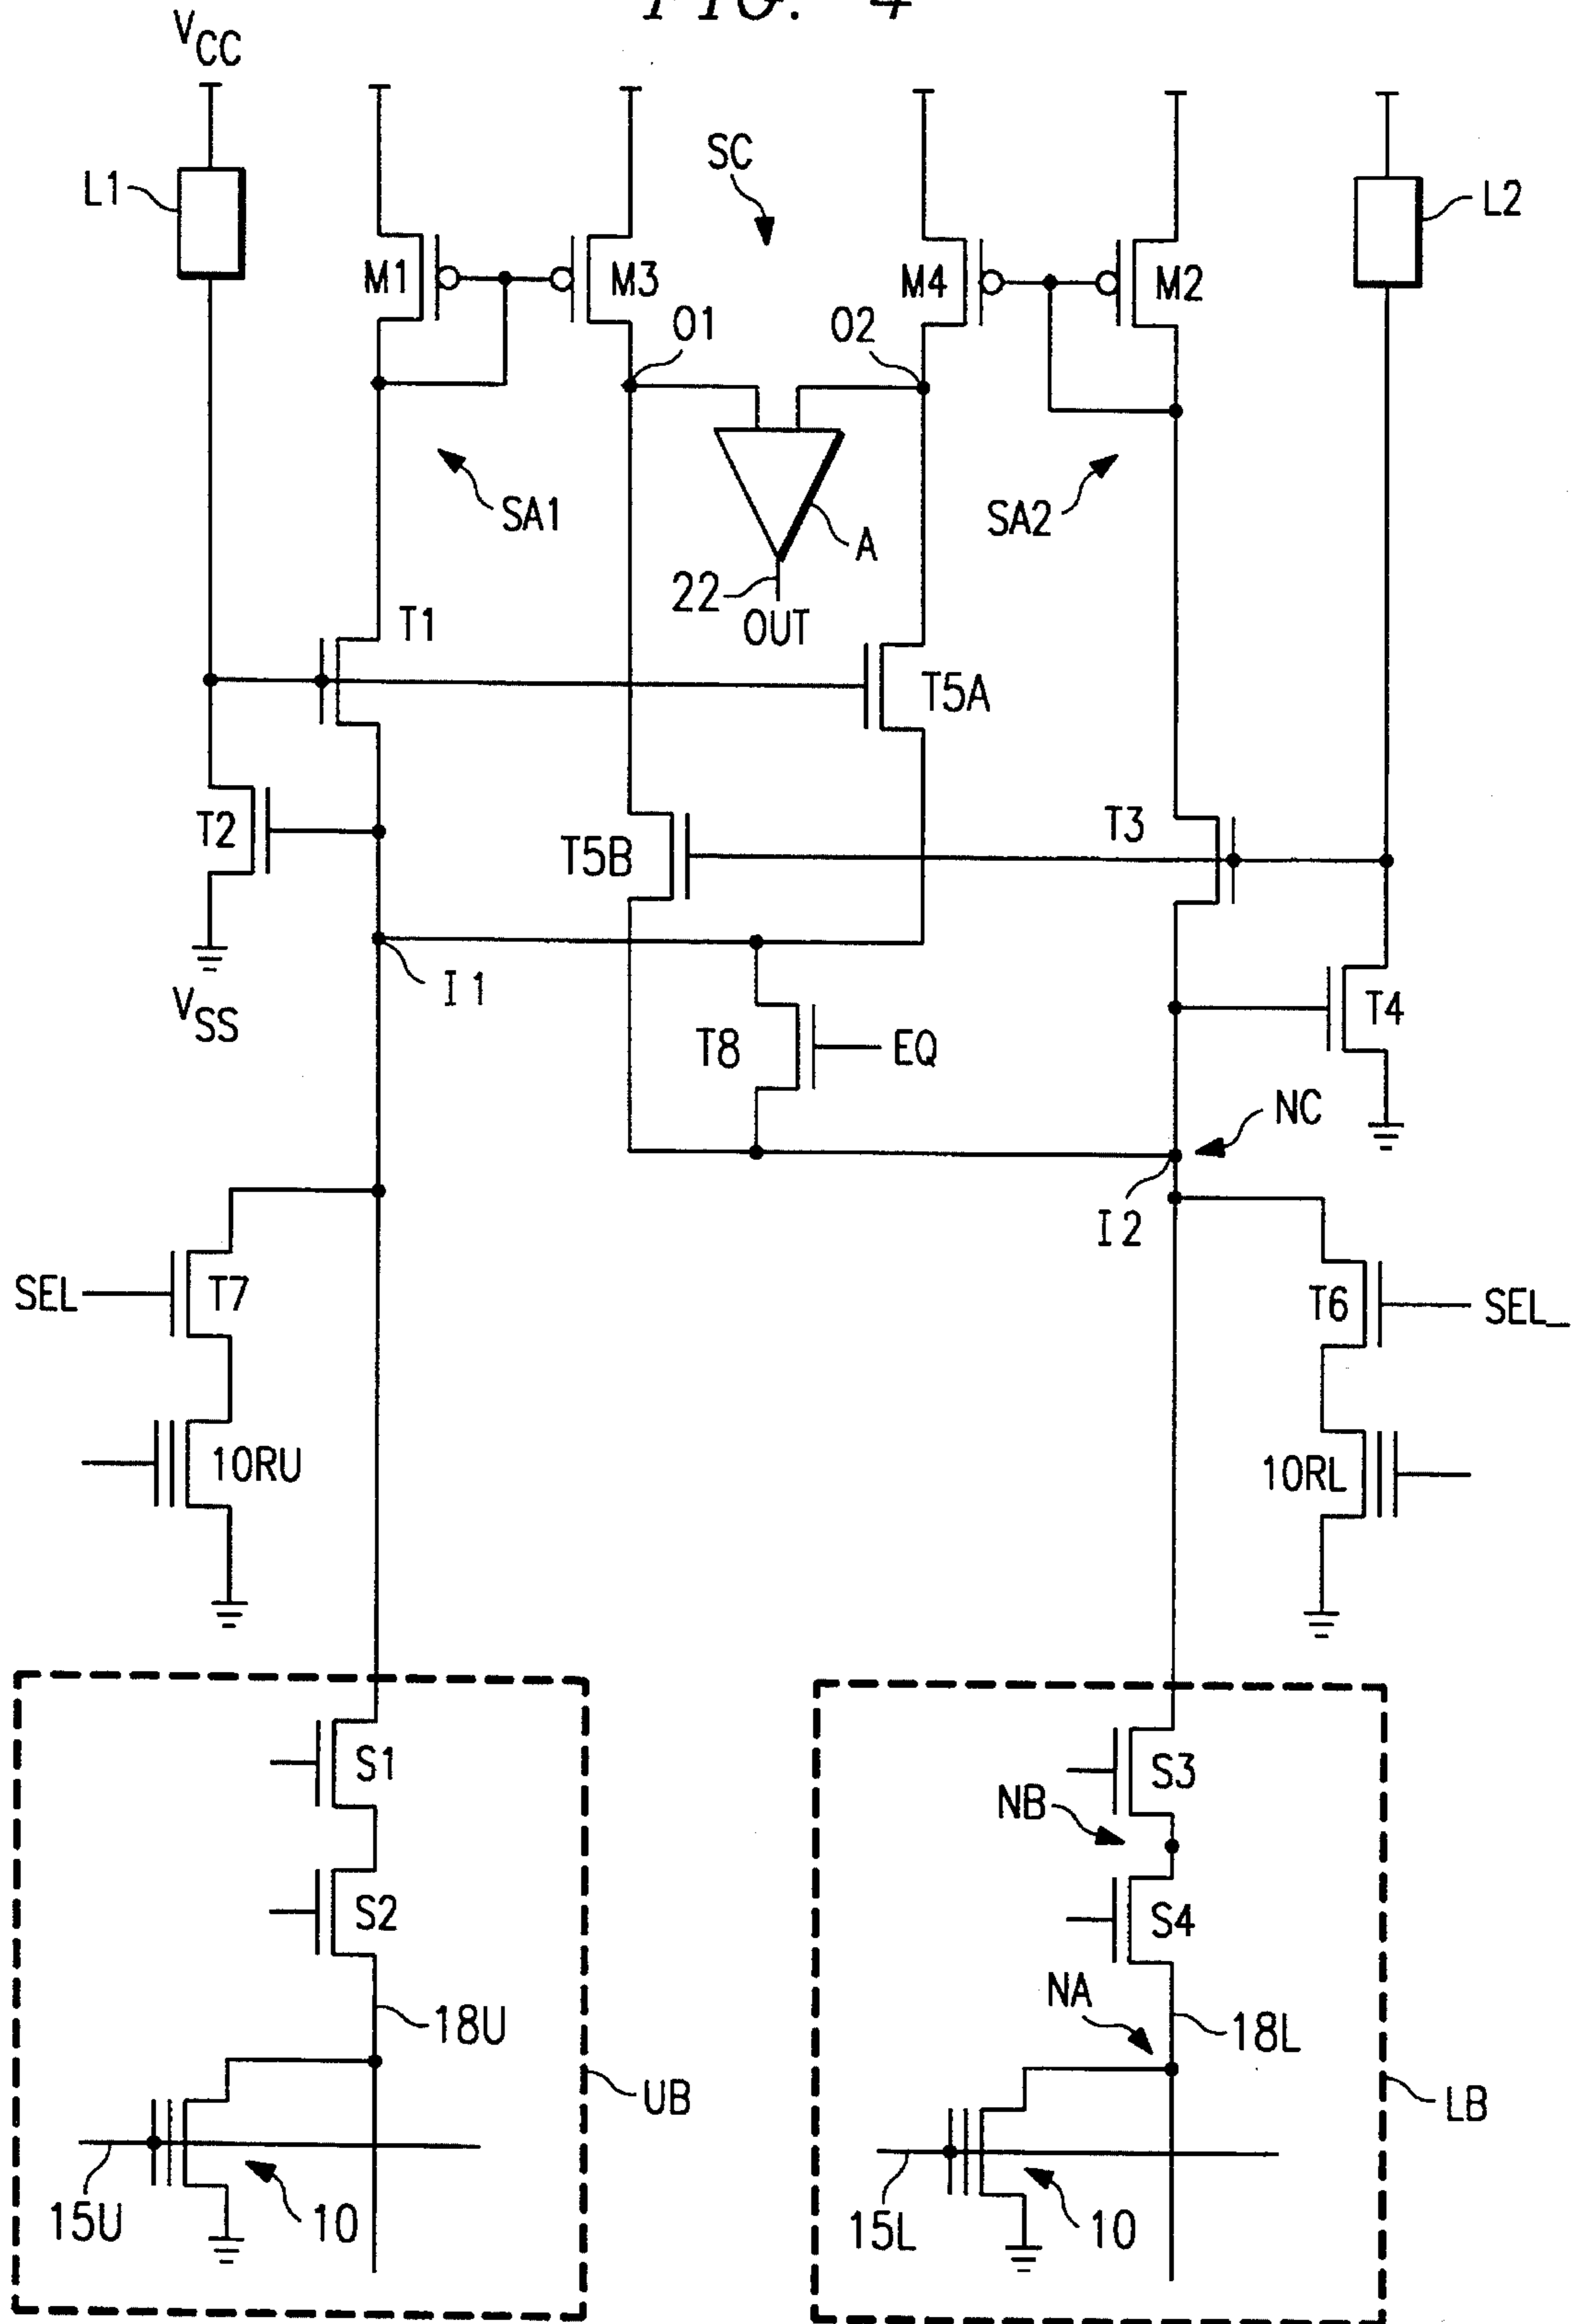 FIG. 4
VCC
SC
L1
L2
M1
M3
M4
M2
O1
O2
SA1
SA2
A
22
OUT
T1
T5A
T2
T5B
T3
I1
VSS
T8
EQ
T4
NC
I2
SEL
T7
T6
SEL_
10RU
10RL
S1
S3
NB
S2
S4
NA
18U
18L
UB
LB
15U
10
15L
10